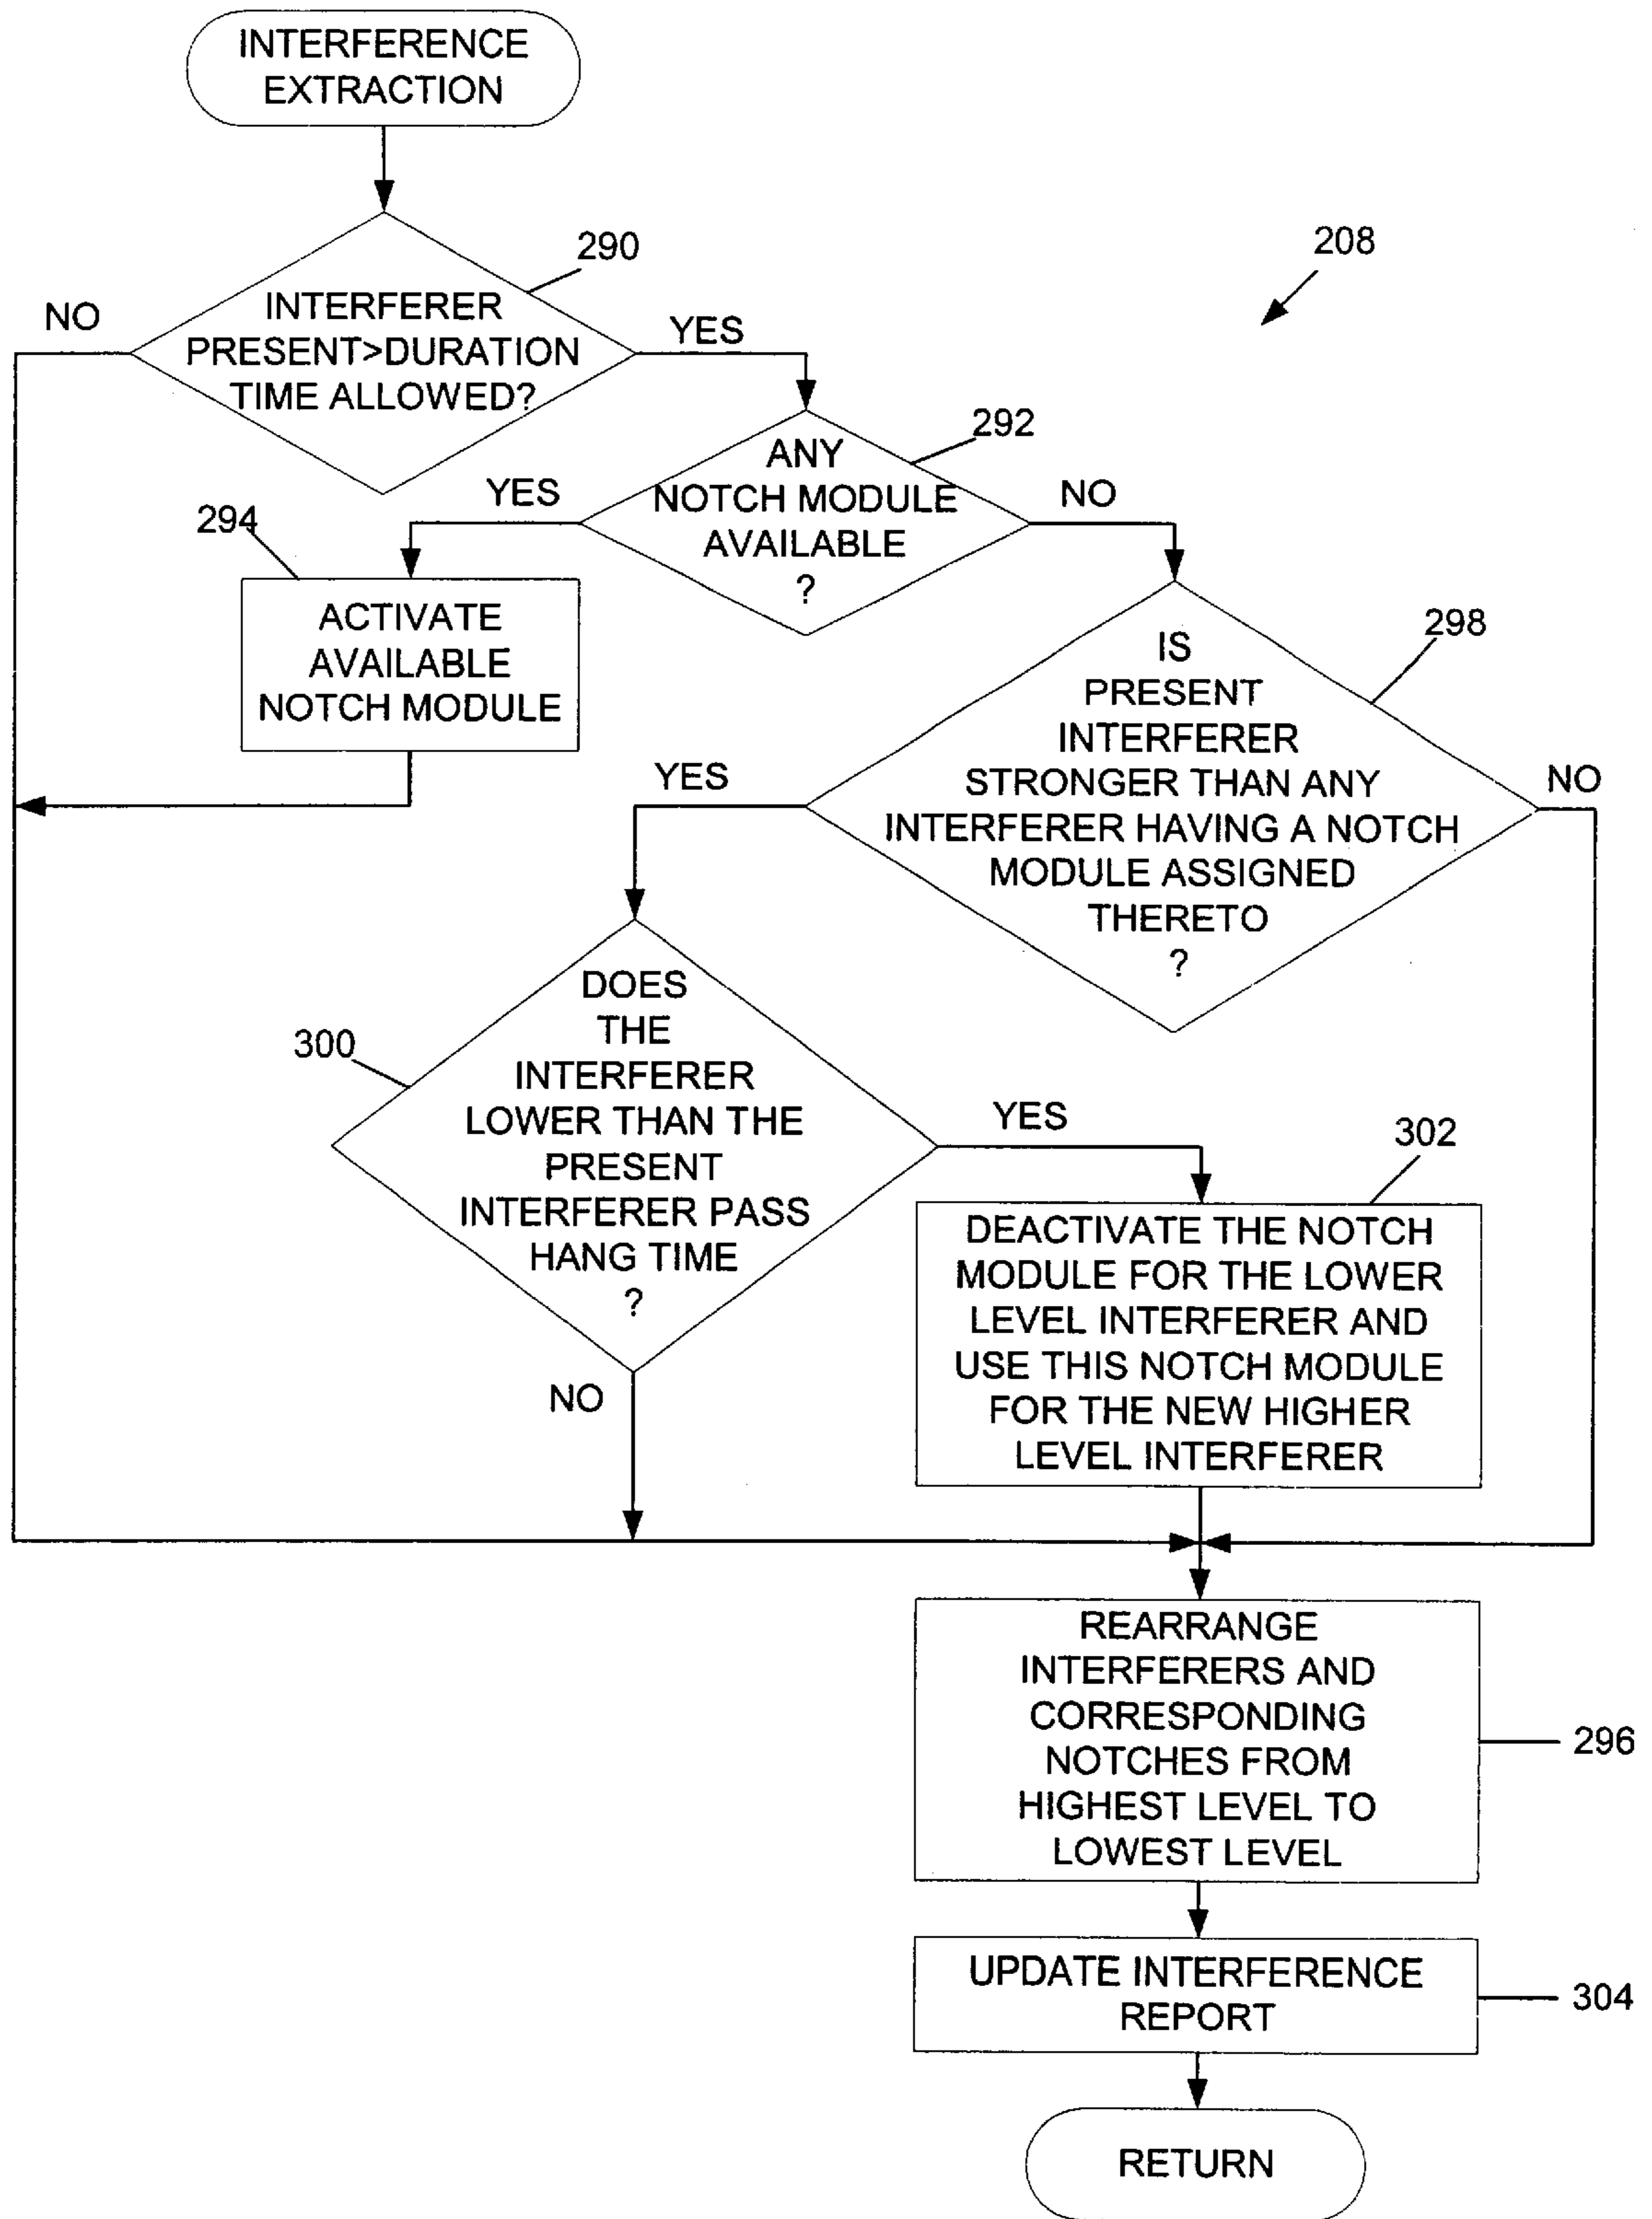 INTERFERENCE
EXTRACTION
290
208
NO
INTERFERER
PRESENT>DURATION
TIME ALLOWED?
YES
292
ANY
NOTCH MODULE
AVAILABLE
?
YES
NO
294
ACTIVATE
AVAILABLE
NOTCH MODULE
298
IS
PRESENT
INTERFERER
STRONGER THAN ANY
INTERFERER HAVING A NOTCH
MODULE ASSIGNED
THERETO
?
YES
NO
300
DOES
THE
INTERFERER
LOWER THAN THE
PRESENT
INTERFERER PASS
HANG TIME
?
YES
NO
302
DEACTIVATE THE NOTCH
MODULE FOR THE LOWER
LEVEL INTERFERER AND
USE THIS NOTCH MODULE
FOR THE NEW HIGHER
LEVEL INTERFERER
REARRANGE
INTERFERERS AND
CORRESPONDING
NOTCHES FROM
HIGHEST LEVEL TO
LOWEST LEVEL
296
UPDATE INTERFERENCE
REPORT
304
RETURN